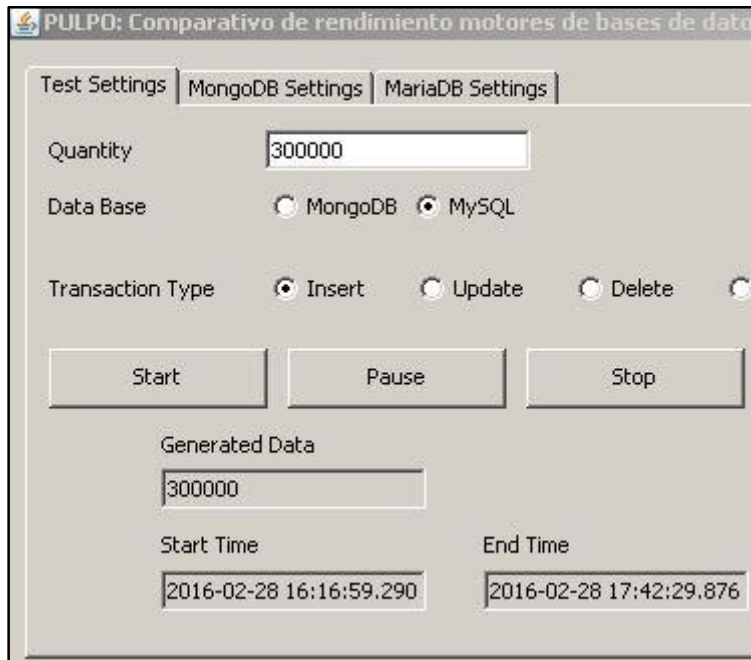 PULPO: Comparativo de rendimiento motores de bases de dato
Test Settings MongoDB Settings MariaDB Settings
Quantity 300000
Data Base MongoDB MySQL
Transaction Type Insert Update Delete
Start Pause Stop
Generated Data
300000
Start Time End Time
2016-02-28 16:16:59.290 2016-02-28 17:42:29.876